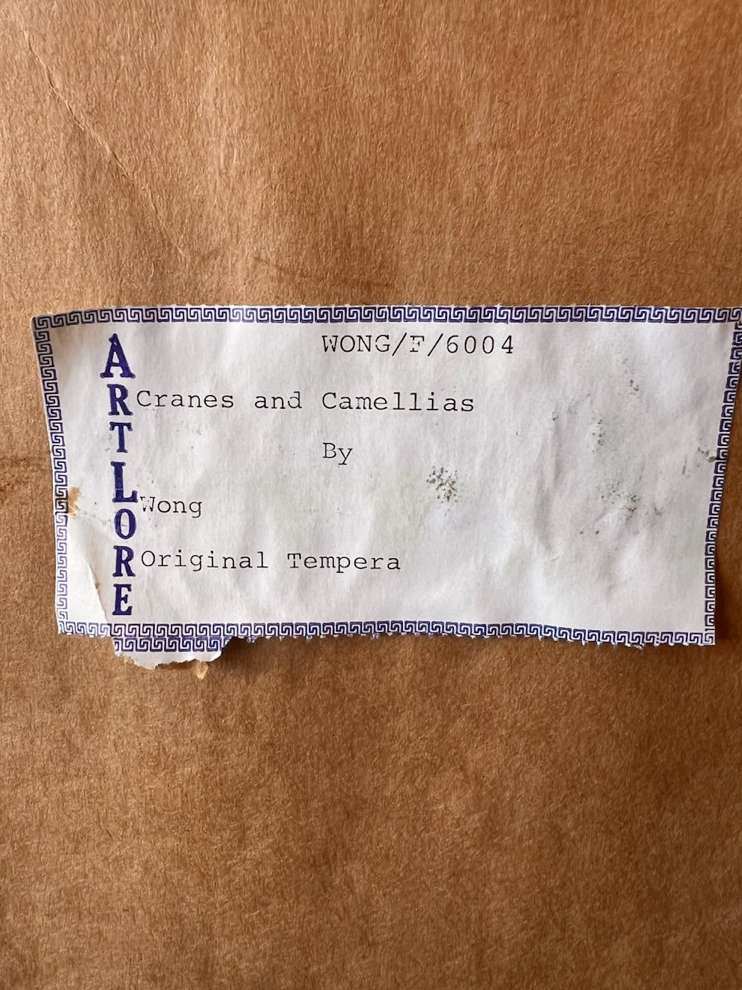 ARTLORE
WONG/F/6004
Cranes and Camellias
By
Wong
Original Tempera